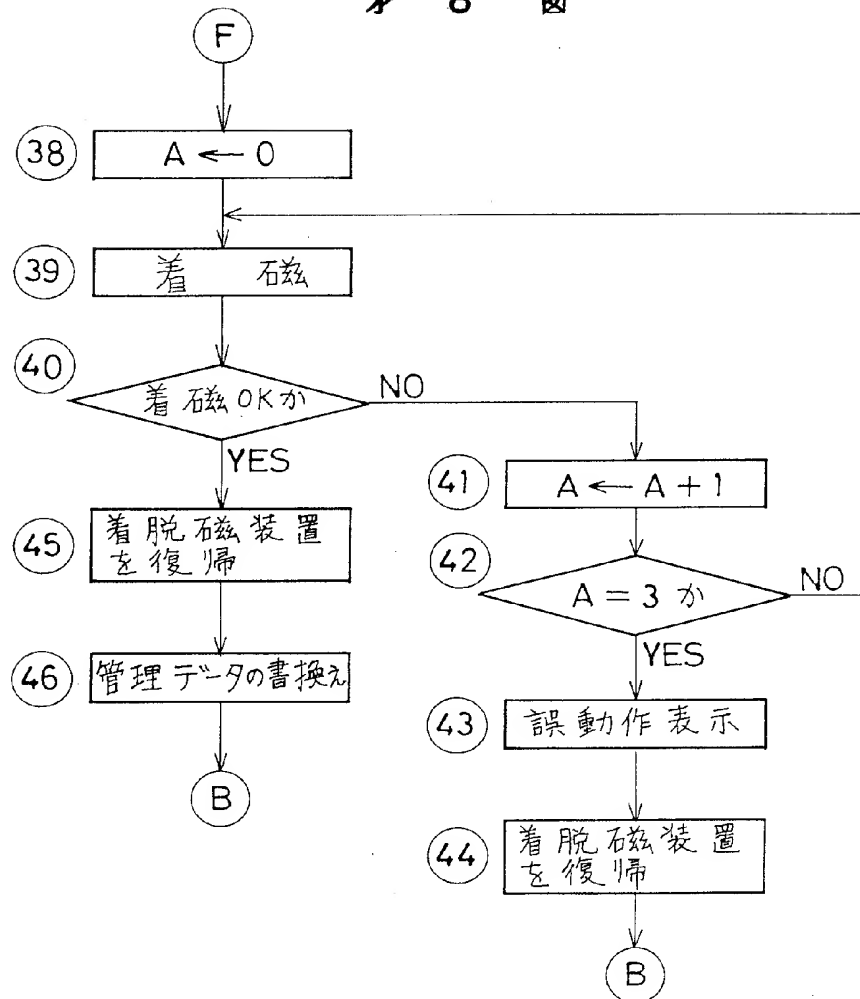 8 図
F
38
A ← 0
39
着 磁
40
着磁OKか
NO
YES
41
A ← A + 1
45
着脱磁装置
を復帰
42
A = 3 か
NO
YES
46
管理データの書換え
43
誤動作表示
B
44
着脱磁装置
を復帰
B